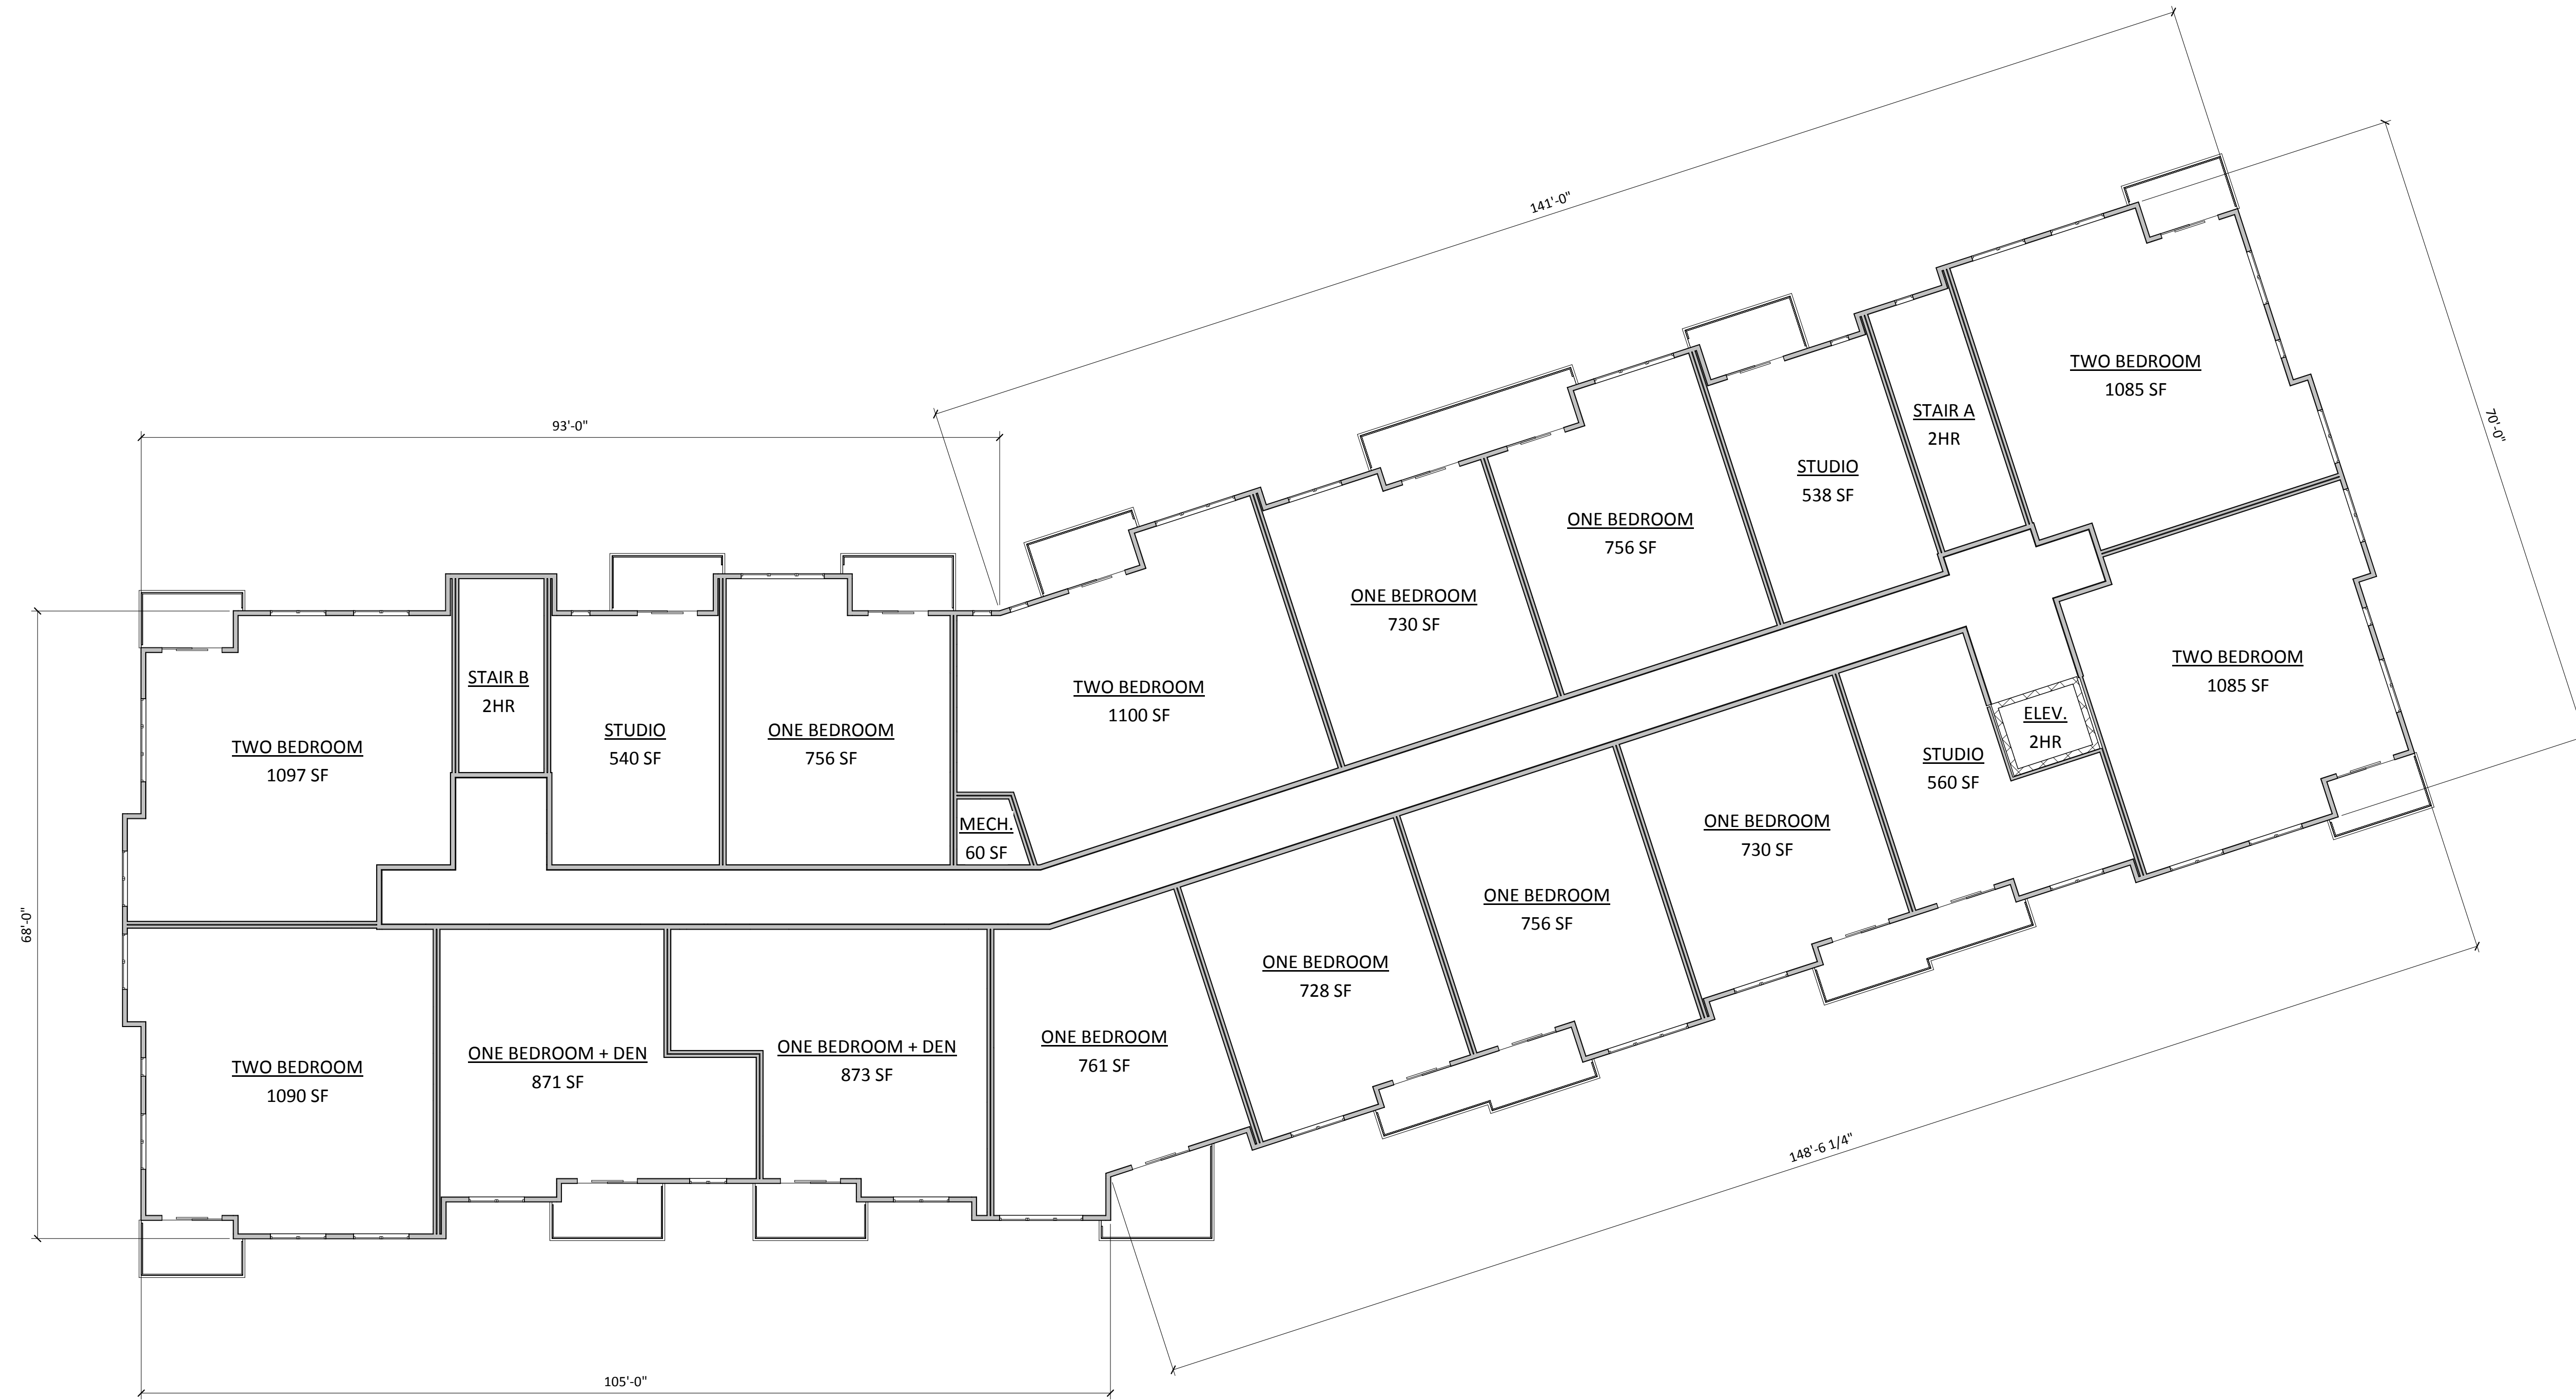 141'-0"
70'-0"
93'-0"
TWO BEDROOM
1085 SF
STAIR A
2HR
STUDIO
538 SF
ONE BEDROOM
756 SF
ONE BEDROOM
730 SF
TWO BEDROOM
1100 SF
TWO BEDROOM
1085 SF
ELEV.
2HR
STUDIO
560 SF
STAIR B
2HR
STUDIO
540 SF
ONE BEDROOM
756 SF
TWO BEDROOM
1097 SF
MECH.
60 SF
ONE BEDROOM
730 SF
ONE BEDROOM
756 SF
68'-0"
ONE BEDROOM
728 SF
ONE BEDROOM
761 SF
ONE BEDROOM + DEN
873 SF
ONE BEDROOM + DEN
871 SF
TWO BEDROOM
1090 SF
148'-6 1/4"
105'-0"